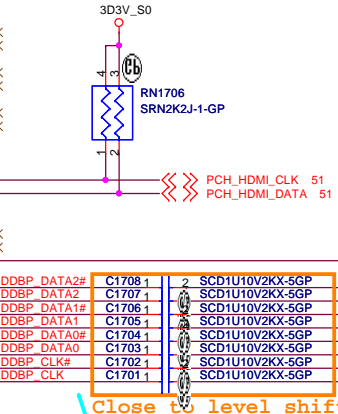 3D3V_S0
4 3
RN1706
SRN2K2J-1-GP
1 2
PCH_HDMI_CLK 51
PCH_HDMI_DATA 51
DDBP_DATA2# C1708 1 2 SCD1U10V2KX-5GP
DDBP_DATA2 C1707 1 SCD1U10V2KX-5GP
DDBP_DATA1# C1706 1 SCD1U10V2KX-5GP
DDBP_DATA1 C1705 1 SCD1U10V2KX-5GP
DDBP_DATA0# C1704 1 SCD1U10V2KX-5GP
DDBP_DATA0 C1703 1 SCD1U10V2KX-5GP
DDBP_CLK# C1702 1 SCD1U10V2KX-5GP
DDBP_CLK C1701 1 SCD1U10V2KX-5GP
Close to level shif